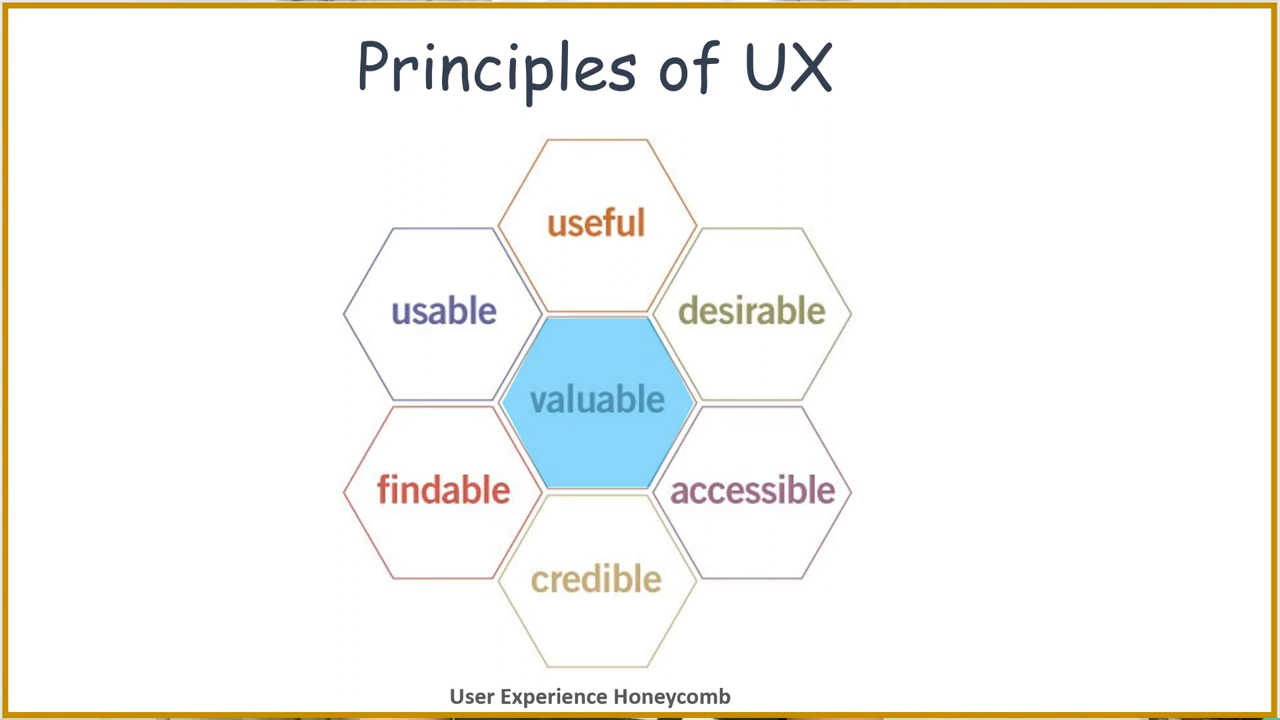 Principles of UX
useful
usable
desirable
valuable
findable
accessible
credible
User Experience Honeycomb